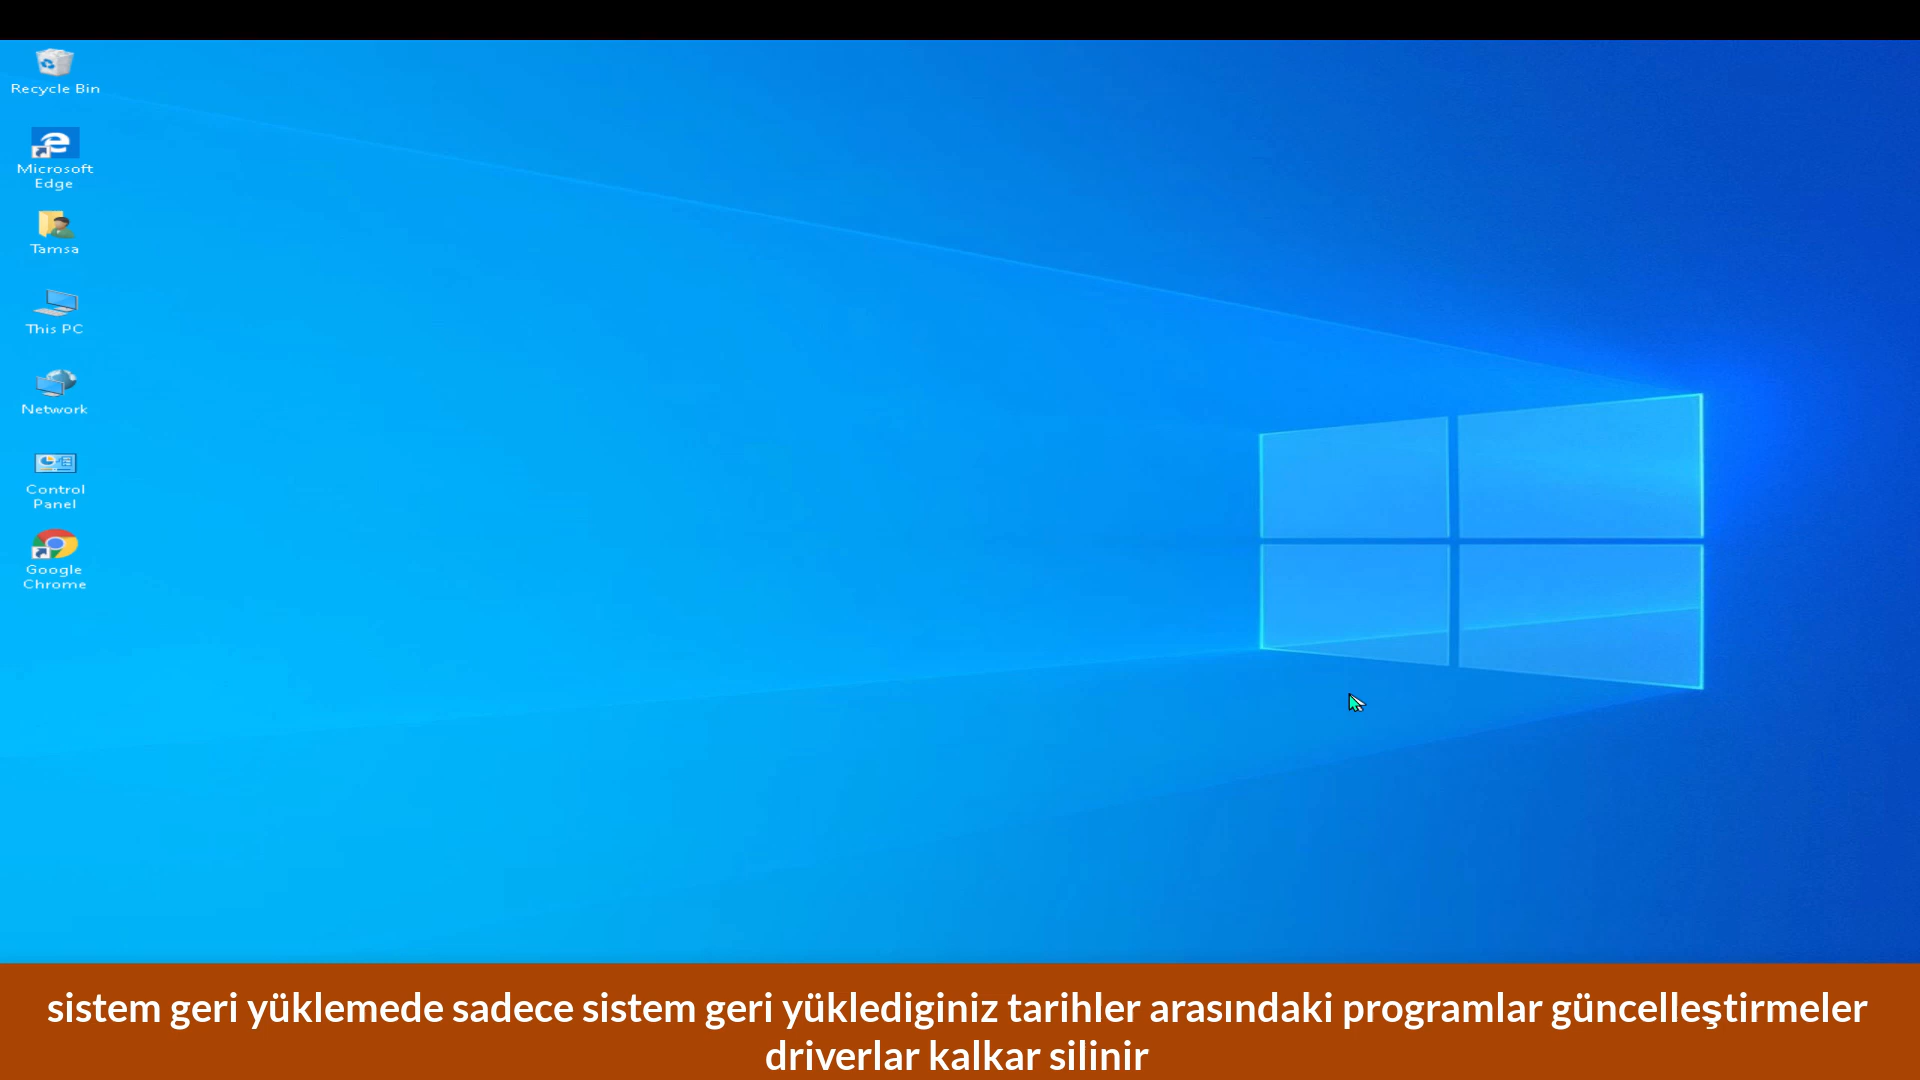 Recycle Bin
Microsoft
Edge
Tamsa
This PC
Network
Control
Panel
Google
Chrome
sistem geri yüklemede sadece sistem geri yüklediginiz tarihler arasındaki programlar güncelleştirmeler
driverlar kalkar silinir